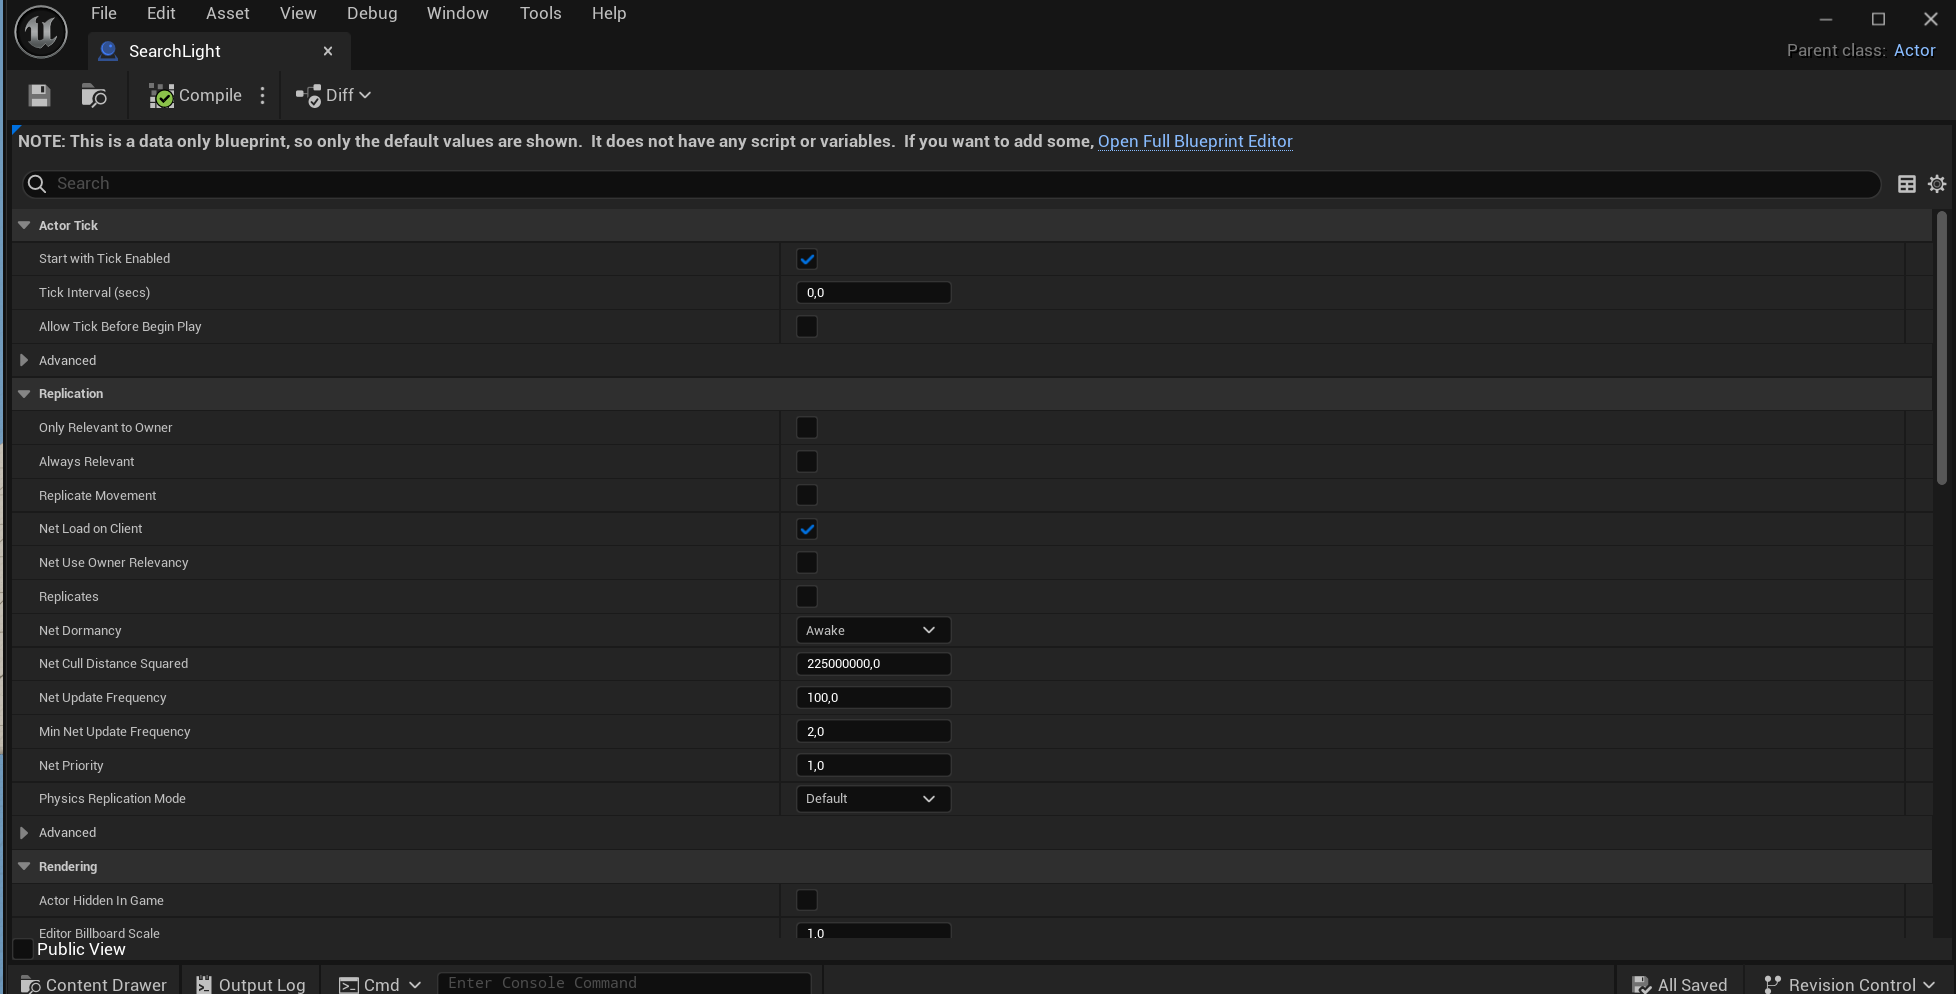 File Edit Asset View Debug Window Tools Help
SearchLight
Parent class: Actor
Compile Diff
NOTE: This is a data only blueprint, so only the default values are shown.  It does not have any script or variables.  If you want to add some, Open Full Blueprint Editor
Search
Actor Tick
Start with Tick Enabled
Tick Interval (secs) 0,0
Allow Tick Before Begin Play
Advanced
Replication
Only Relevant to Owner
Always Relevant
Replicate Movement
Net Load on Client
Net Use Owner Relevancy
Replicates
Net Dormancy Awake
Net Cull Distance Squared 225000000,0
Net Update Frequency 100,0
Min Net Update Frequency 2,0
Net Priority 1,0
Physics Replication Mode Default
Advanced
Rendering
Actor Hidden In Game
Editor Billboard Scale 1,0
Public View
Content Drawer Output Log Cmd Enter Console Command All Saved Revision Control